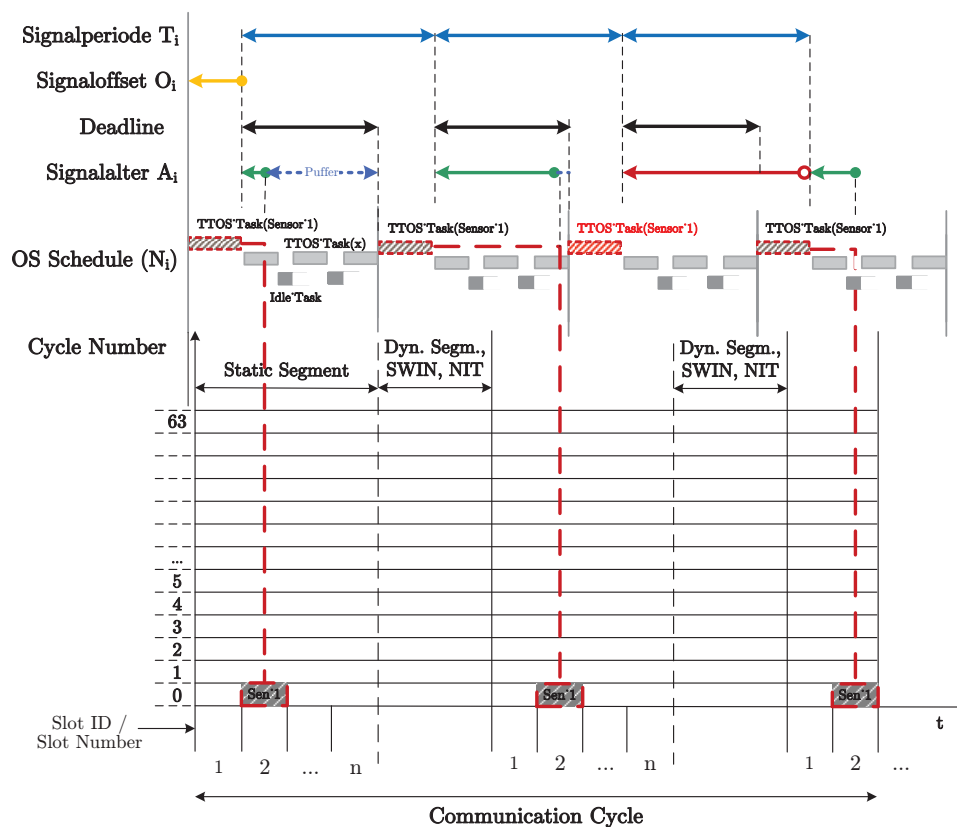 Signalperiode Ti
Signaloffset Oi
Deadline
Signalalter Ai
Puffer
TTOS˙Task(Sensor˙1)
TTOS˙Task(x)
TTOS˙Task(Sensor˙1)
TTOS˙Task(Sensor˙1)
TTOS˙Task(Sensor˙1)
OS Schedule (Ni)
Idle˙Task
Cycle Number
Static Segment
Dyn. Segm.,
SWIN, NIT
Dyn. Segm.,
SWIN, NIT
63
...
5
4
3
2
1
0
Sen˙1
Sen˙1
Sen˙1
Slot ID /
Slot Number
t
1 2 ... n 1 2 ... n 1 2 ...
Communication Cycle